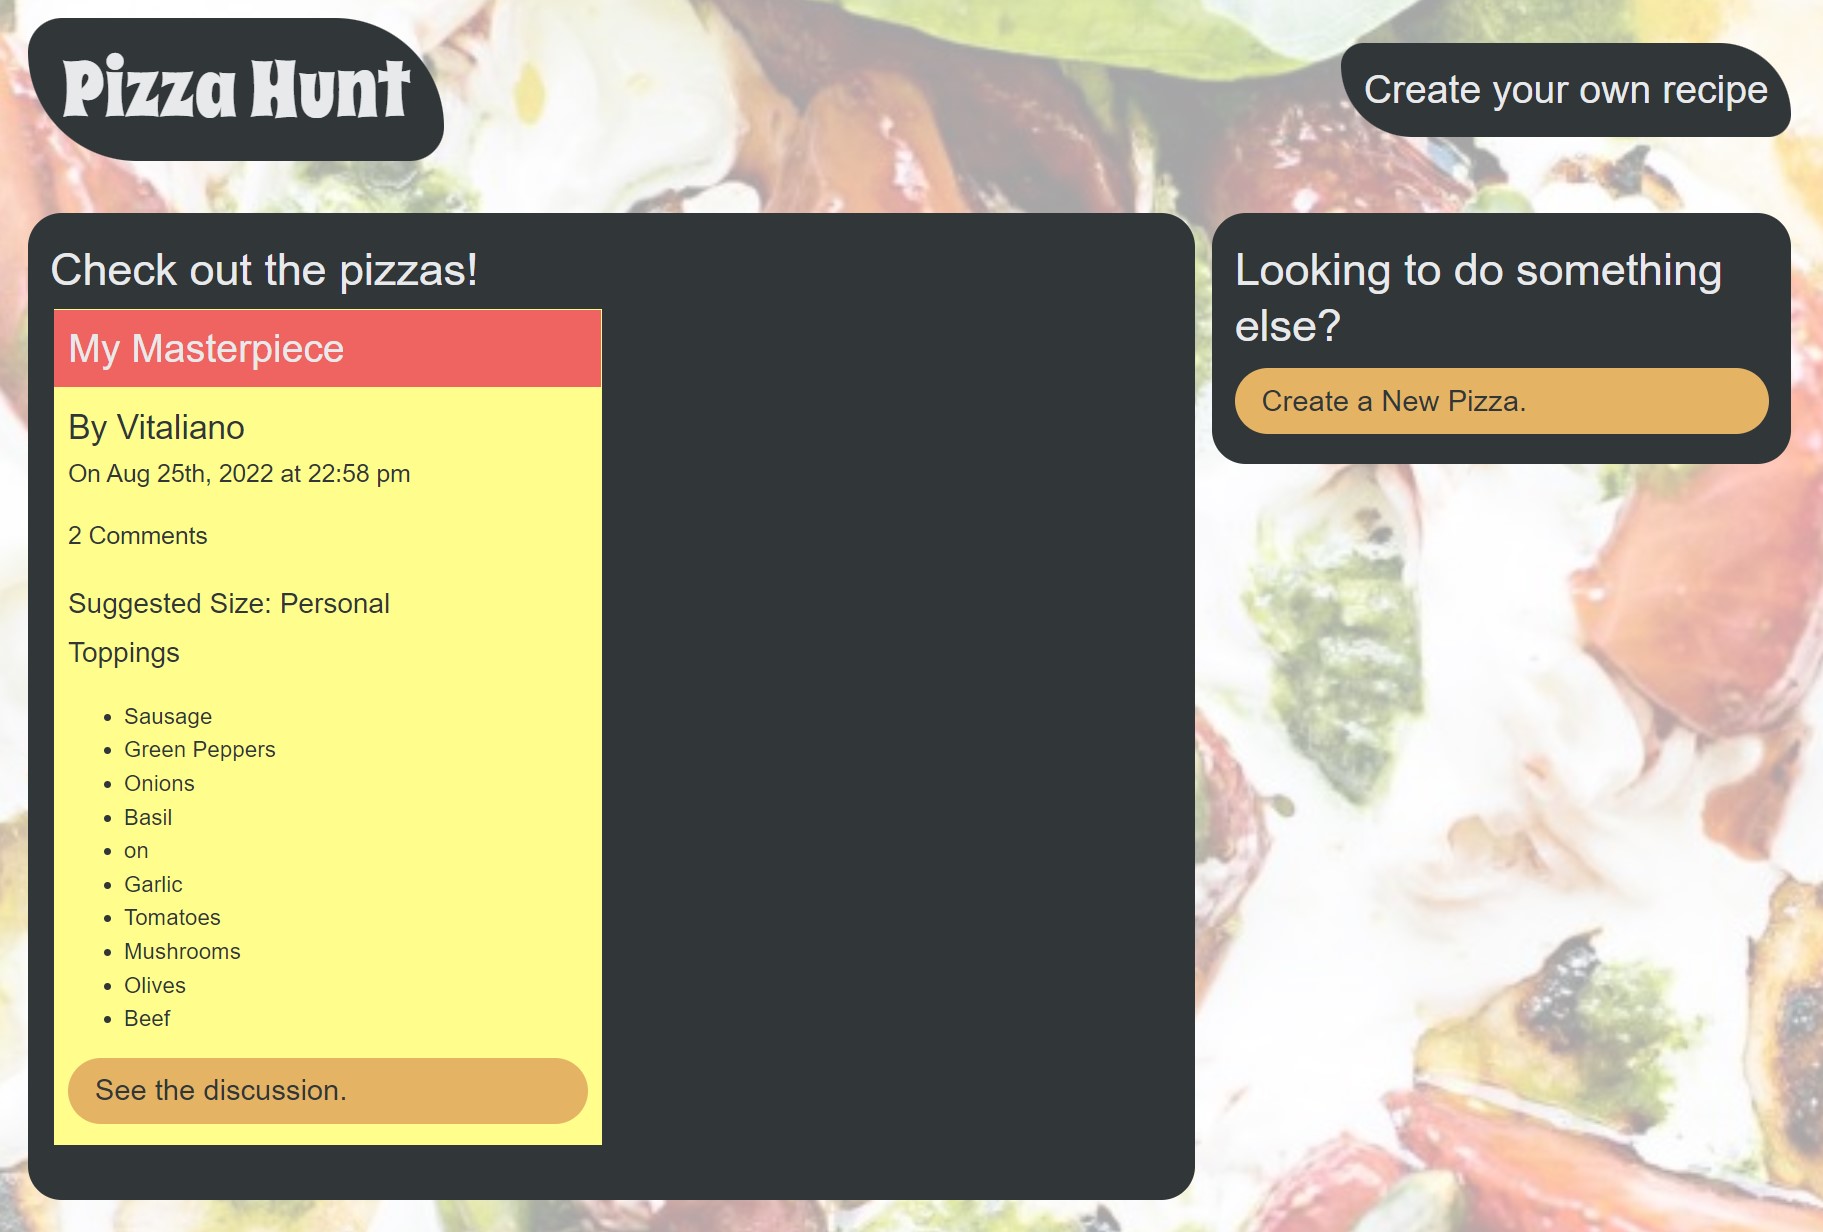 Pizza Hunt
Create your own recipe
Check out the pizzas!
My Masterpiece
By Vitaliano
On Aug 25th, 2022 at 22:58 pm
2 Comments
Suggested Size: Personal
Toppings
Sausage
Green Peppers
Onions
Basil
on
Garlic
Tomatoes
Mushrooms
Olives
Beef
See the discussion.
Looking to do something
else?
Create a New Pizza.